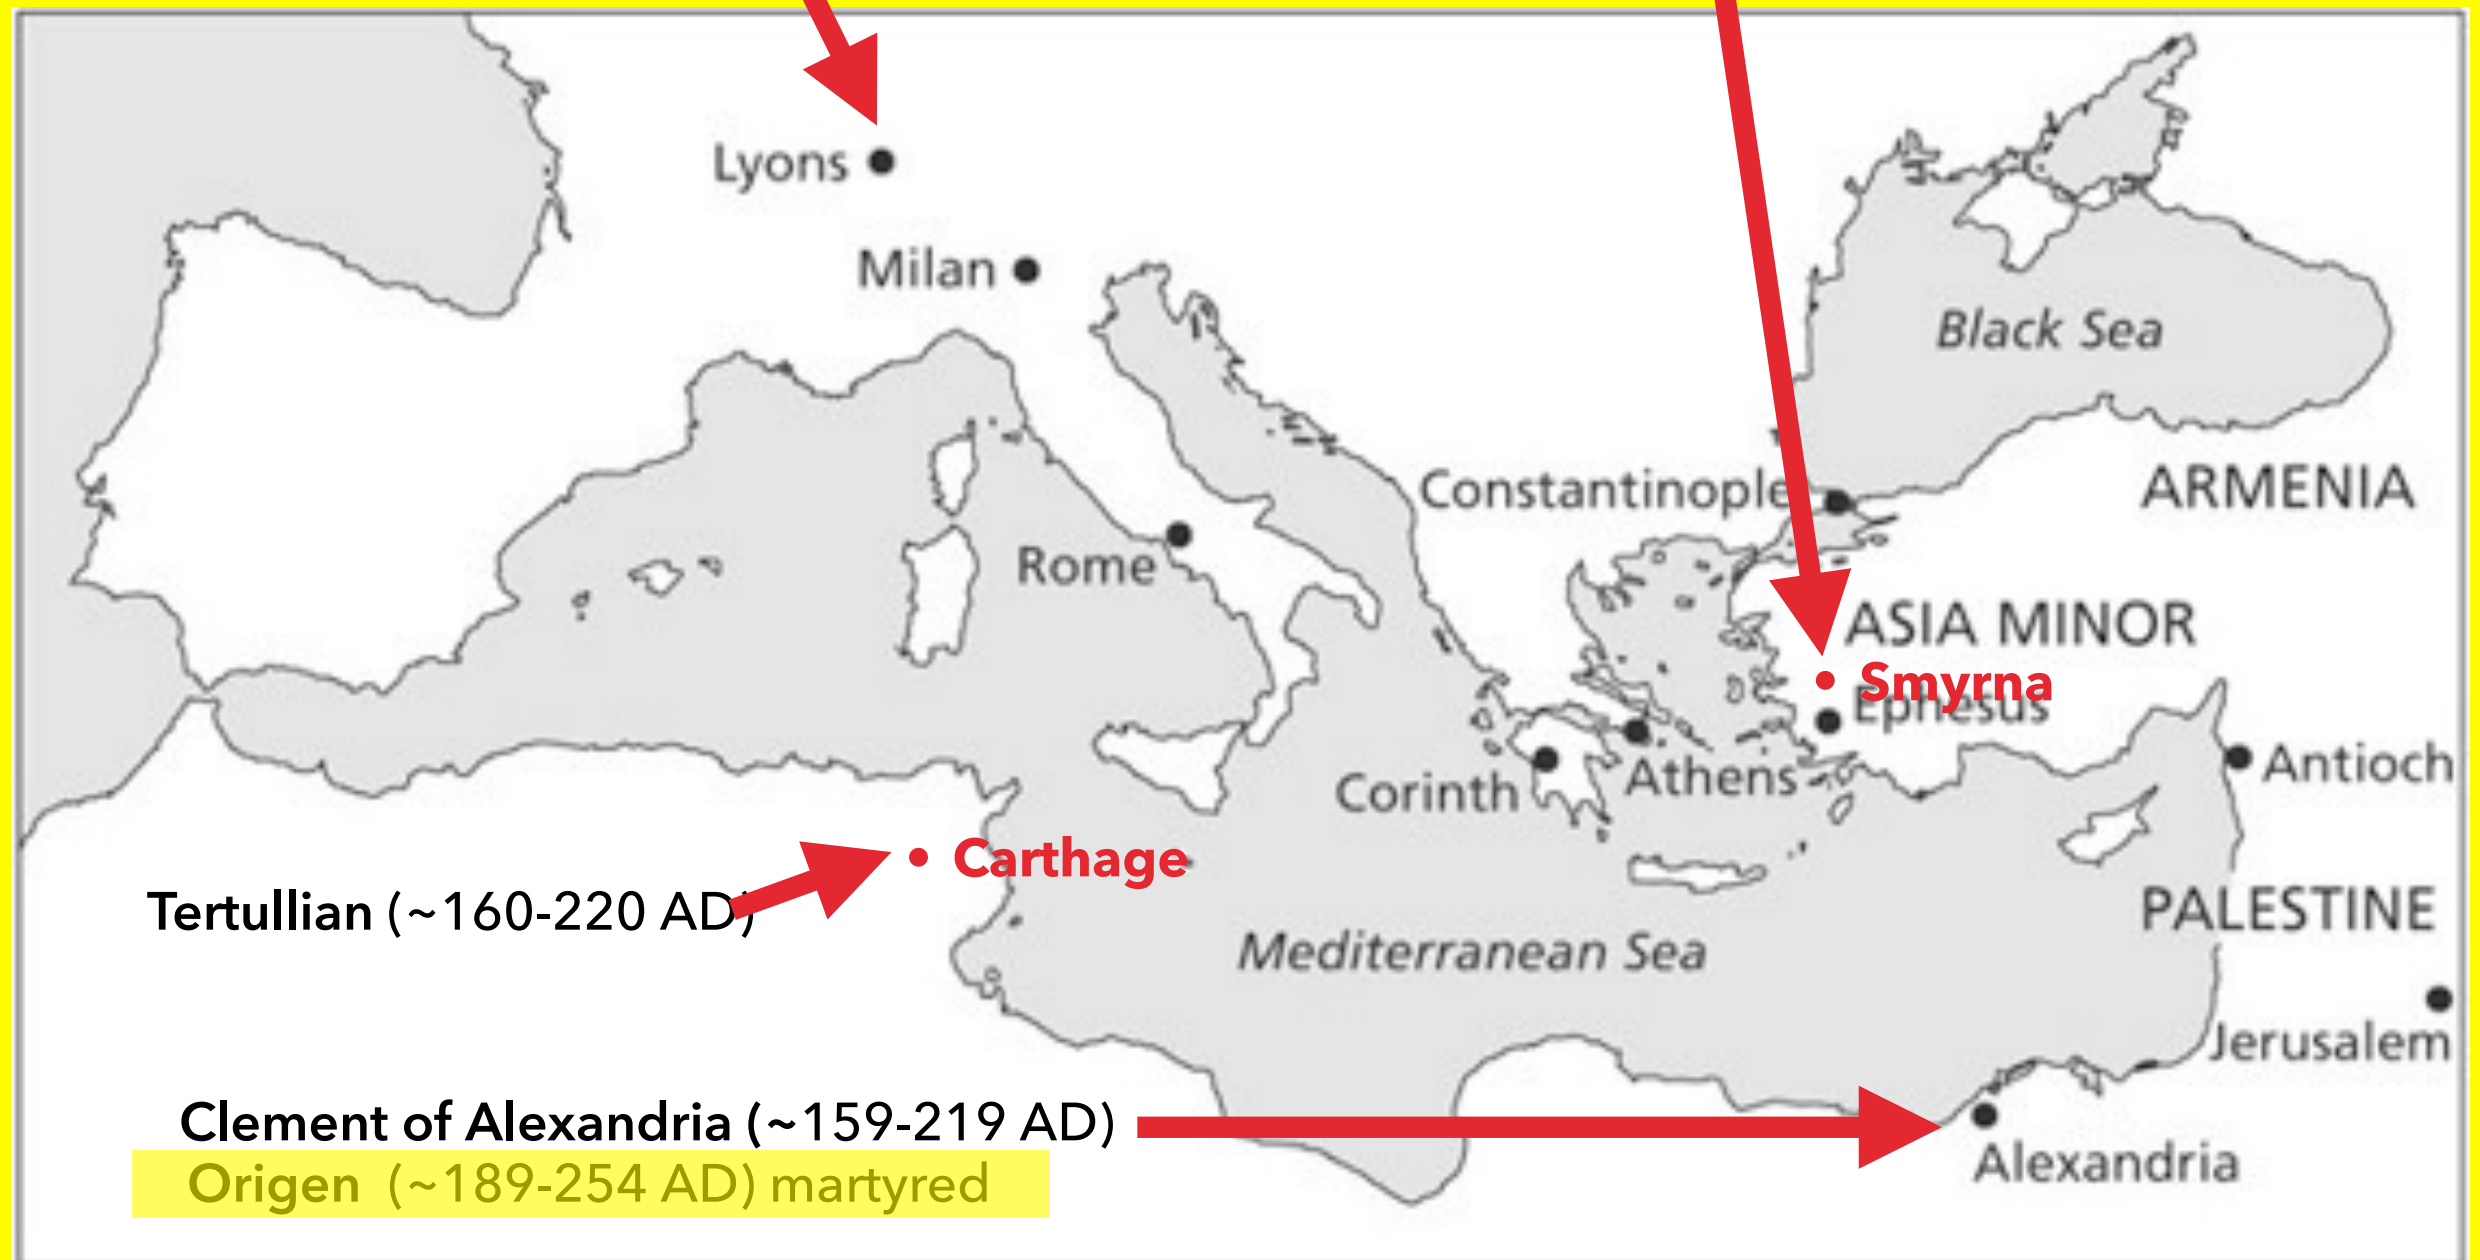 Lyons
Milan
Black Sea
Constantinople
ARMENIA
Rome
ASIA MINOR
Smyrna
Ephesus
Antioch
Corinth
Athens
Carthage
Tertullian (~160-220 AD)
PALESTINE
Mediterranean Sea
Jerusalem
Clement of Alexandria (~159-219 AD)
Alexandria
Origen (~189-254 AD) martyred